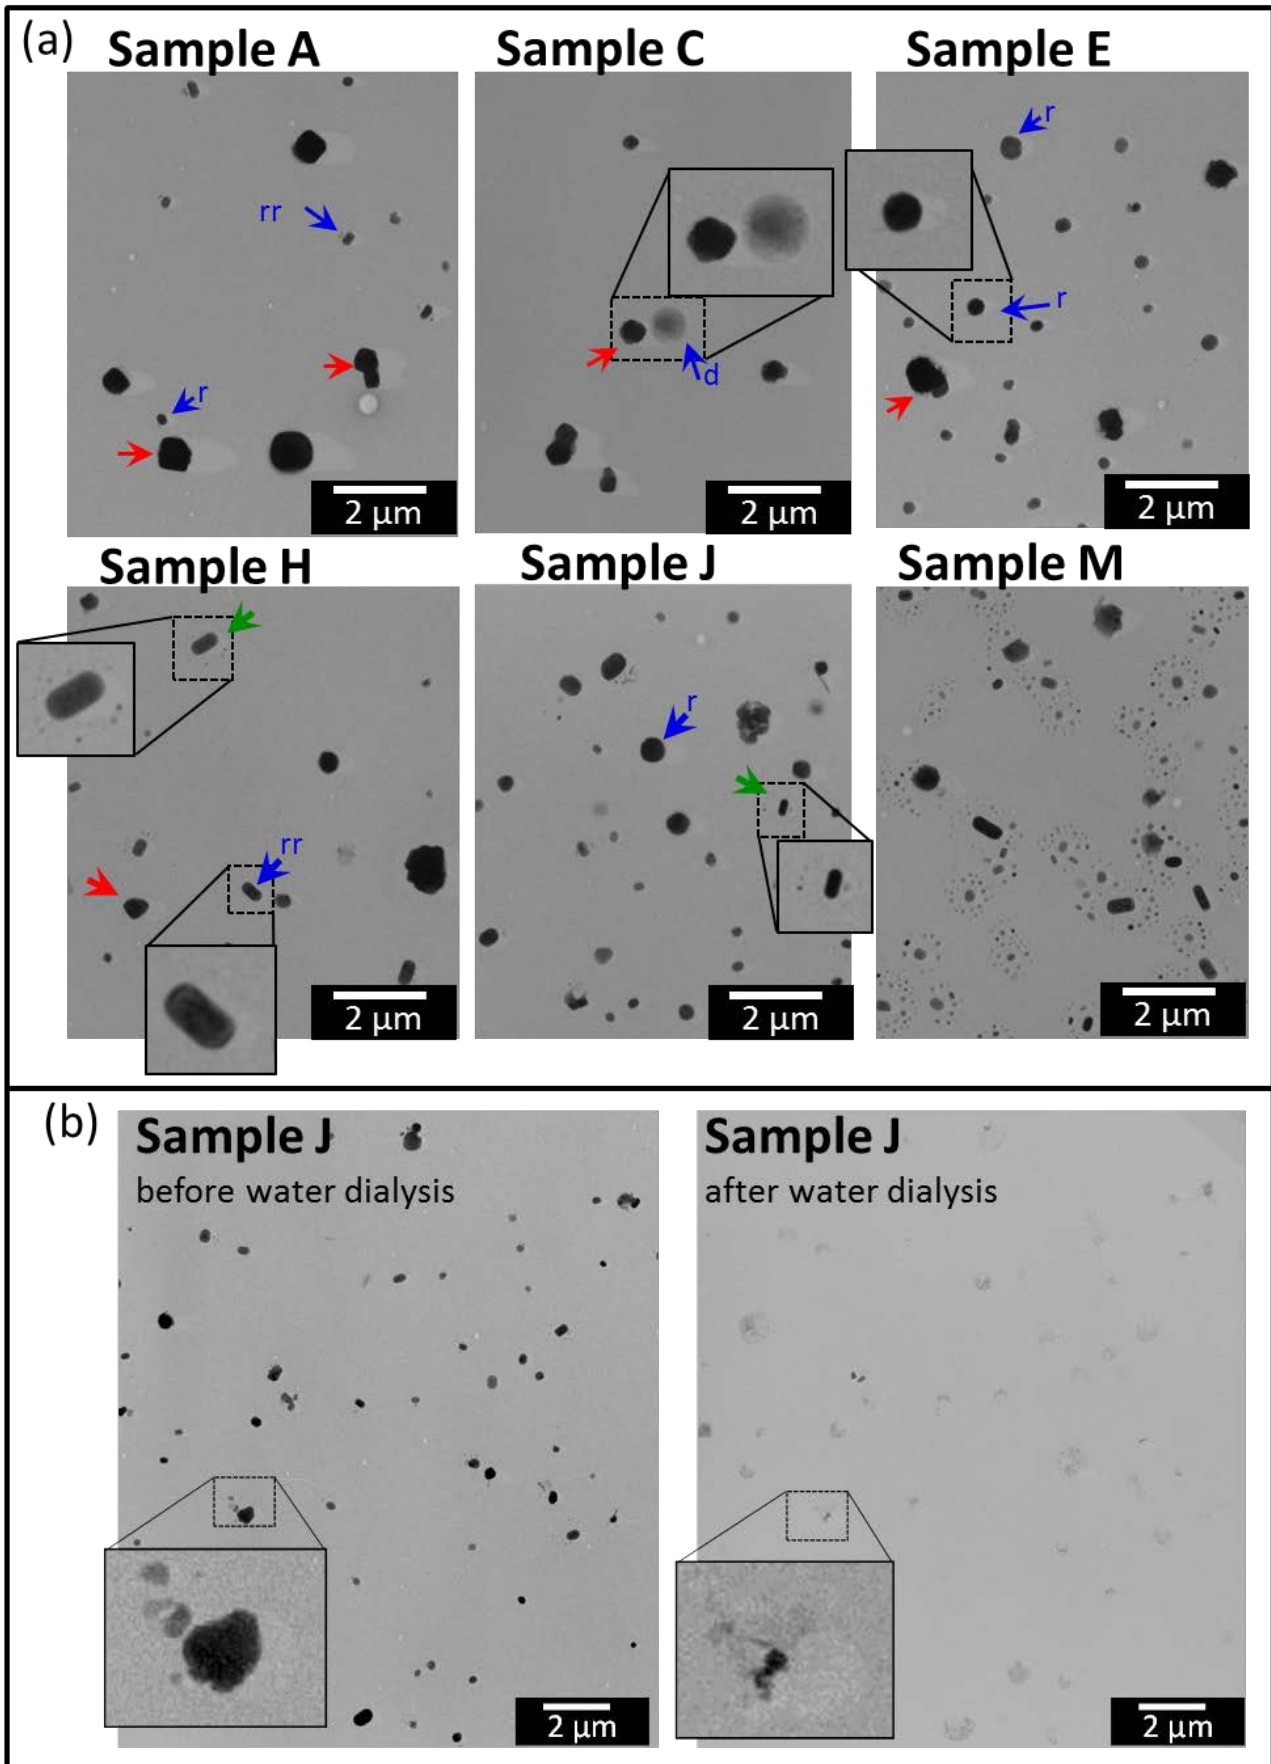 (a)
Sample A
Sample C
Sample E
rr
r
2 μm
d
2 μm
r
r
2 μm
Sample H
Sample J
Sample M
rr
2 μm
r
2 μm
2 μm
(b)
Sample J
before water dialysis
2 μm
Sample J
after water dialysis
2 μm